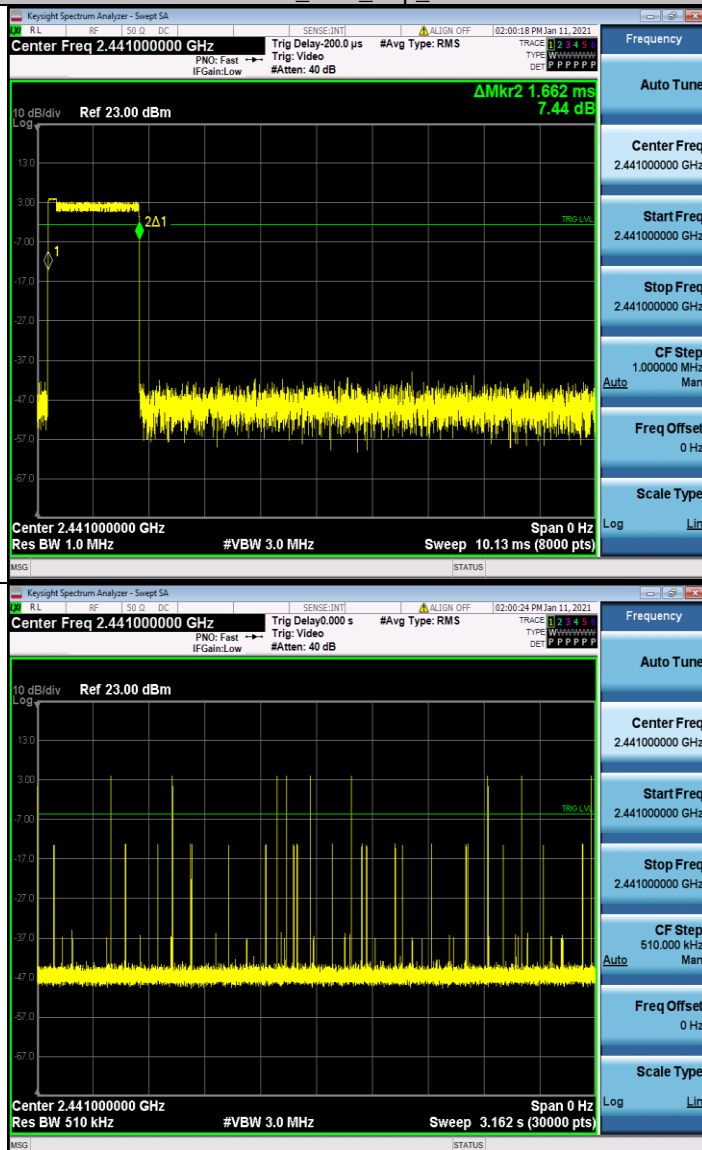 Keysight Spectrum Analyzer - Swept SA
RL RF 50 Ω DC SENSE:INT ALIGN OFF 02:00:18 PM Jan 11, 2021
Center Freq 2.441000000 GHz
PNO: Fast
IFGain:Low
Trig Delay-200.0 µs
Trig: Video
#Atten: 40 dB
#Avg Type: RMS
TRACE 1 2 3 4 5 6
TYPE
DET P P P P P P
Frequency
ΔMkr2 1.662 ms
7.44 dB
10 dB/div Ref 23.00 dBm
Log
13.0
3.00
-7.00
-17.0
-27.0
-37.0
-47.0
-57.0
-67.0
2Δ1
1
TRIG LVL
Auto Tune
Center Freq
2.441000000 GHz
Start Freq
2.441000000 GHz
Stop Freq
2.441000000 GHz
CF Step
1.000000 MHz
Auto Man
Freq Offset
0 Hz
Scale Type
Log Lin
Center 2.441000000 GHz Span 0 Hz
Res BW 1.0 MHz #VBW 3.0 MHz Sweep 10.13 ms (8000 pts)
MSG STATUS
Keysight Spectrum Analyzer - Swept SA
RL RF 50 Ω DC SENSE:INT ALIGN OFF 02:00:24 PM Jan 11, 2021
Center Freq 2.441000000 GHz
PNO: Fast
IFGain:Low
Trig Delay0.000 s
Trig: Video
#Atten: 40 dB
#Avg Type: RMS
TRACE 1 2 3 4 5 6
TYPE
DET P P P P P P
Frequency
10 dB/div Ref 23.00 dBm
Log
13.0
3.00
-7.00
-17.0
-27.0
-37.0
-47.0
-57.0
-67.0
TRIG LVL
Auto Tune
Center Freq
2.441000000 GHz
Start Freq
2.441000000 GHz
Stop Freq
2.441000000 GHz
CF Step
510.000 kHz
Auto Man
Freq Offset
0 Hz
Scale Type
Log Lin
Center 2.441000000 GHz Span 0 Hz
Res BW 510 kHz #VBW 3.0 MHz Sweep 3.162 s (30000 pts)
MSG STATUS